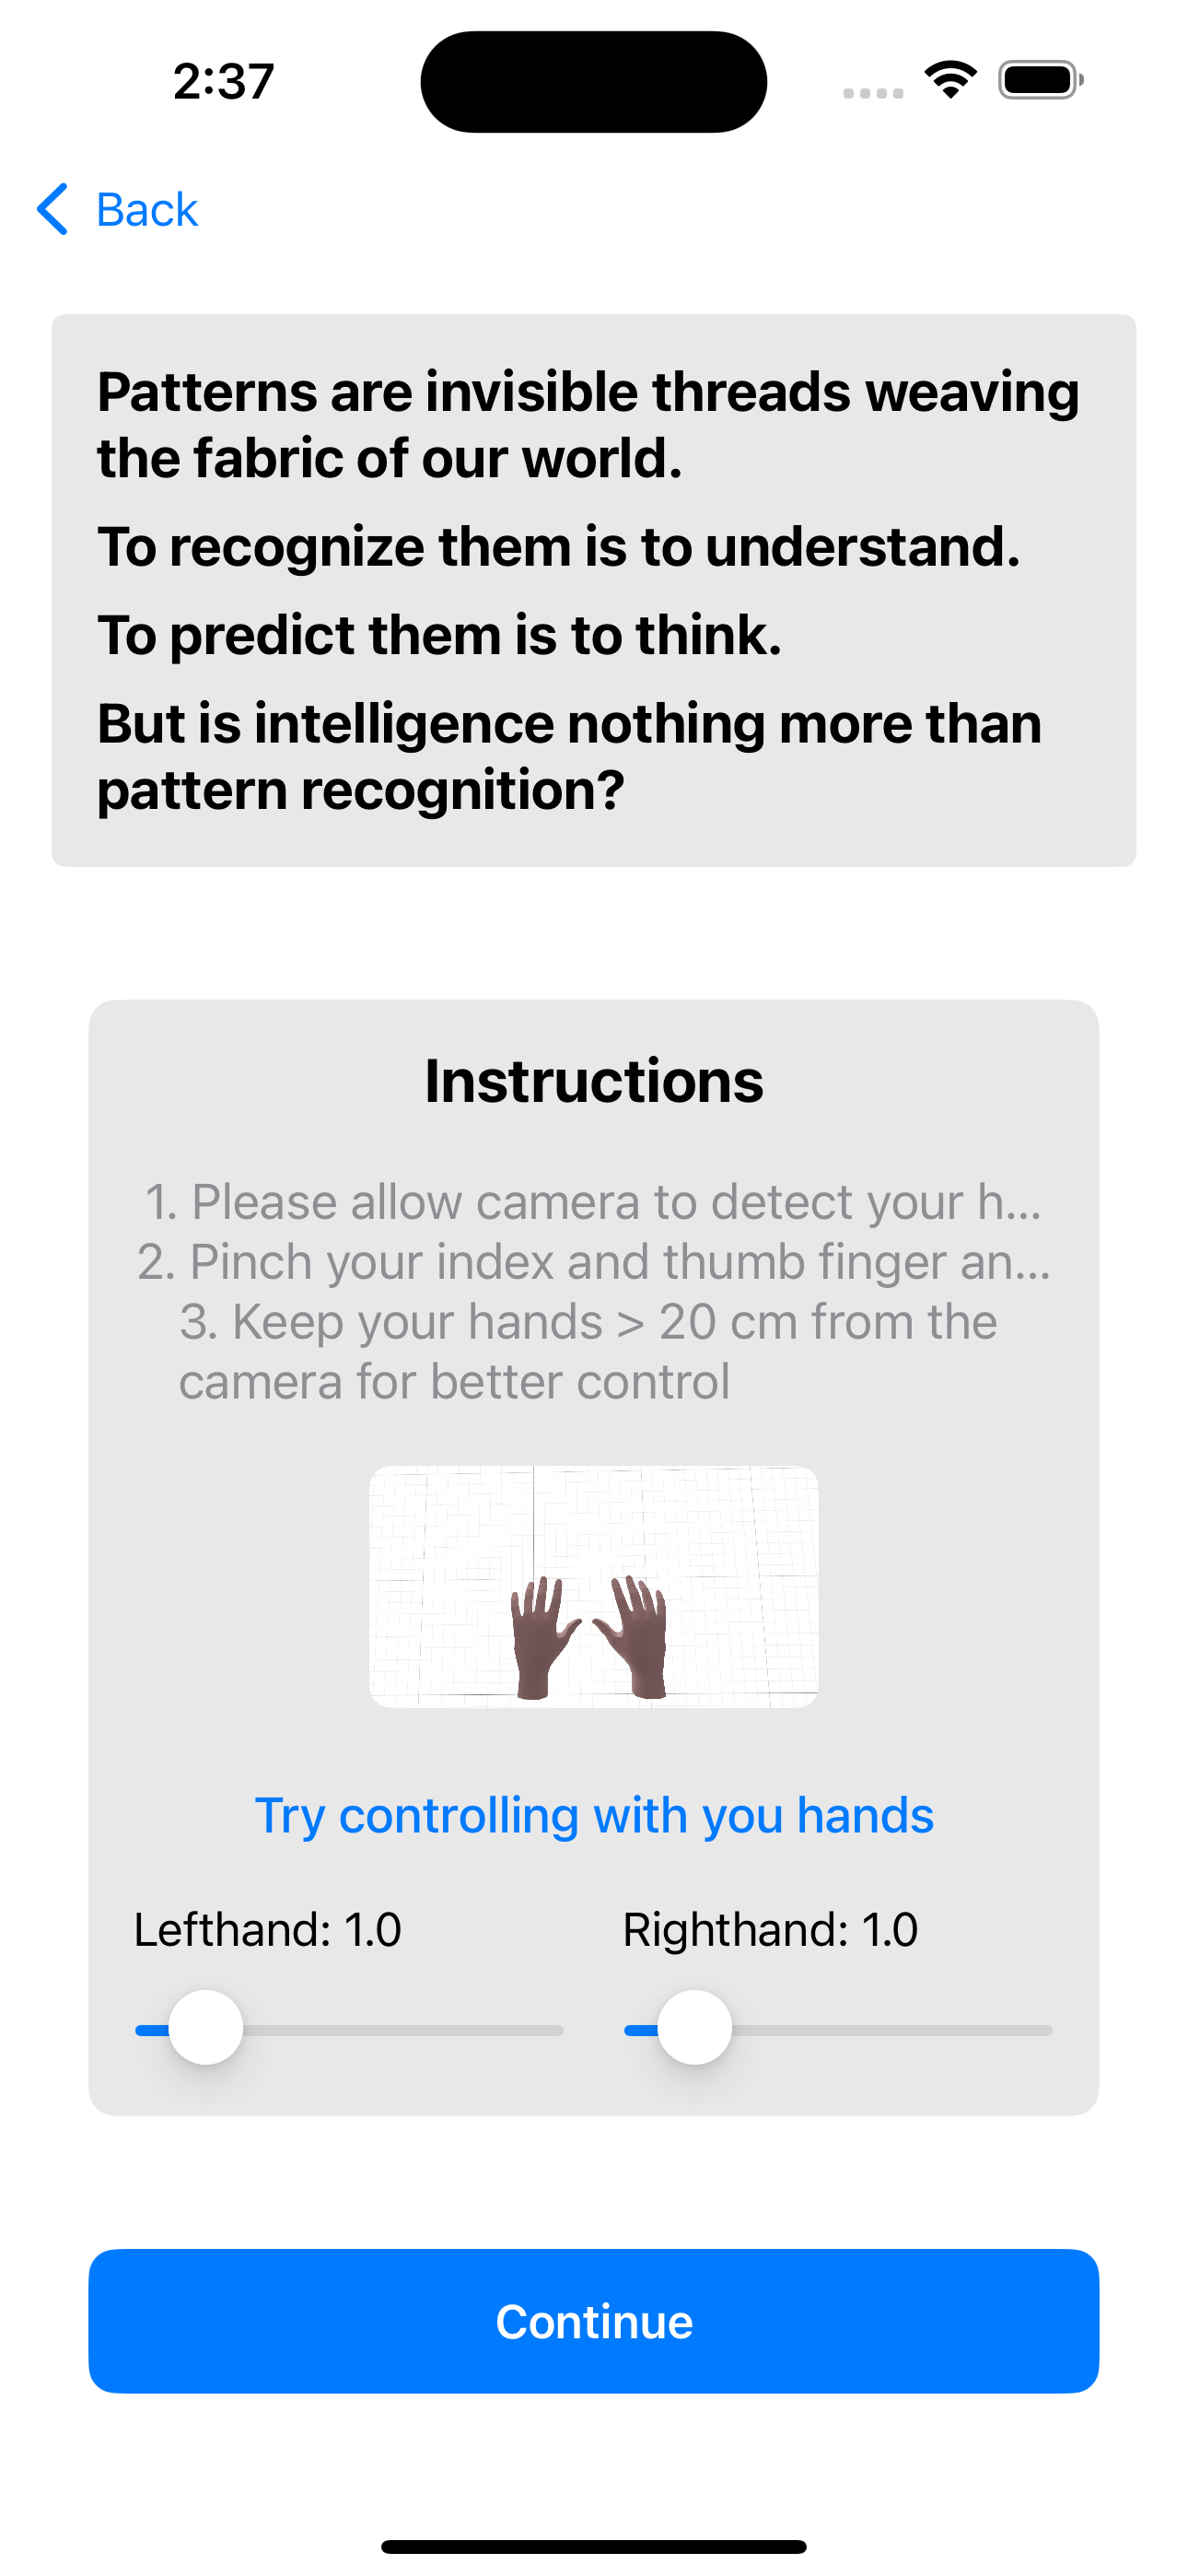 2:37
Back
Patterns are invisible threads weaving
the fabric of our world.
To recognize them is to understand.
To predict them is to think.
But is intelligence nothing more than
pattern recognition?
Instructions
1. Please allow camera to detect your h...
2. Pinch your index and thumb finger an...
3. Keep your hands > 20 cm from the
camera for better control
Try controlling with you hands
Lefthand: 1.0 Righthand: 1.0
Continue